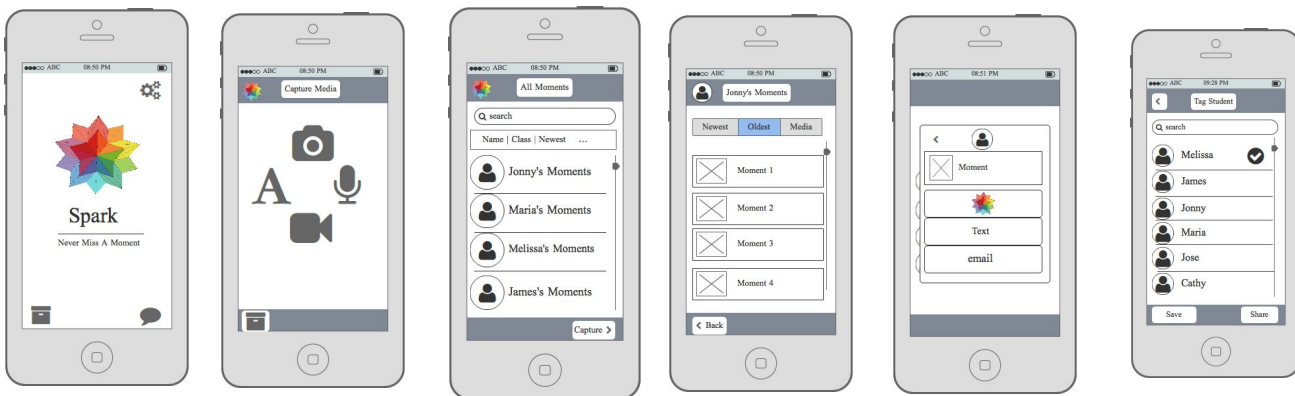 ABC 08:50 PM
Spark
Never Miss A Moment
ABC 08:50 PM
Capture Media
A
ABC 08:50 PM
All Moments
search
Name | Class | Newest ...
Jonny's Moments
Maria's Moments
Melissa's Moments
James's Moments
Capture
ABC 08:50 PM
Jonny's Moments
Newest Oldest Media
Moment 1
Moment 2
Moment 3
Moment 4
Back
ABC 08:51 PM
Moment
Text
email
ABC 09:28 PM
Tag Student
search
Melissa
James
Jonny
Maria
Jose
Cathy
Save Share